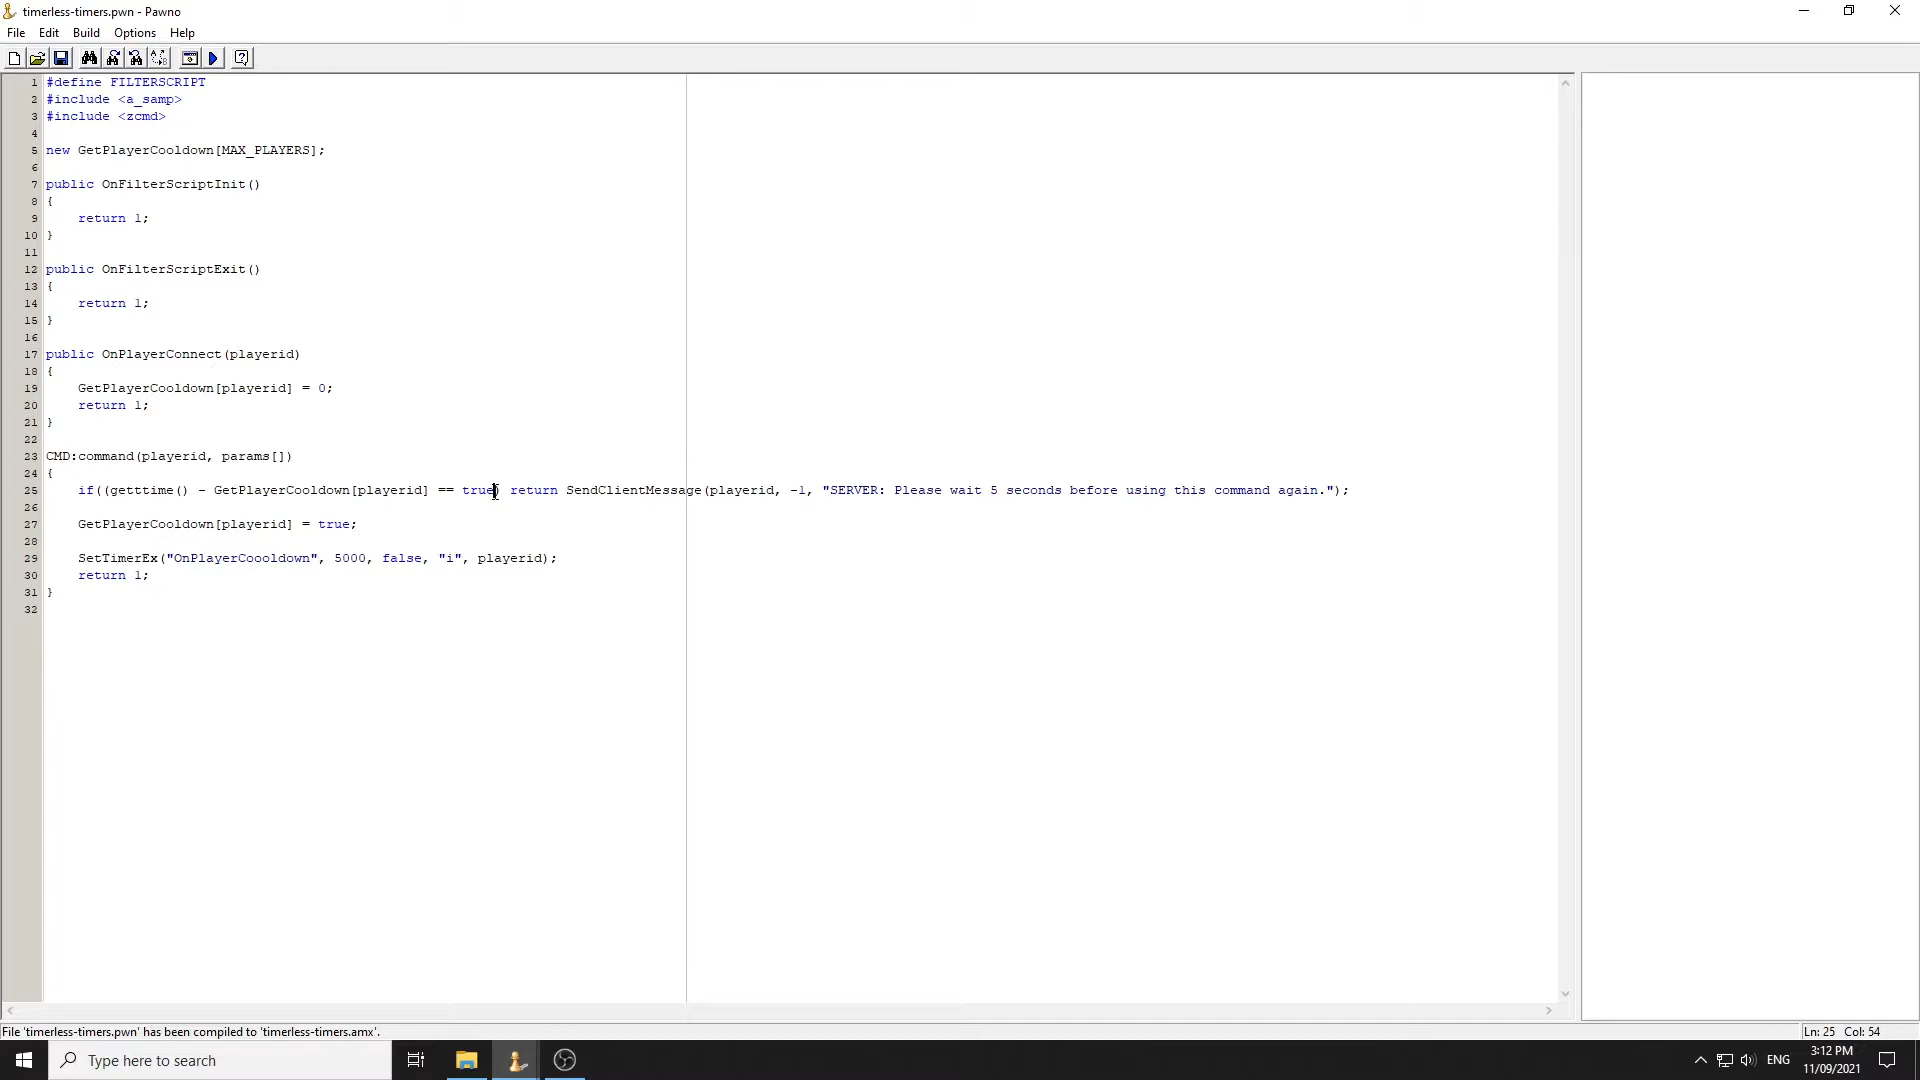 timerless-timers.pwn - Pawno
File Edit Build Options Help
1 #define FILTERSCRIPT
2 #include <a_samp>
3 #include <zcmd>
4
5 new GetPlayerCooldown[MAX_PLAYERS];
6
7 public OnFilterScriptInit()
8 {
9 return 1;
10 }
11
12 public OnFilterScriptExit()
13 {
14 return 1;
15 }
16
17 public OnPlayerConnect(playerid)
18 {
19 GetPlayerCooldown[playerid] = 0;
20 return 1;
21 }
22
23 CMD:command(playerid, params[])
24 {
25 if((getttime() - GetPlayerCooldown[playerid] == true) return SendClientMessage(playerid, -1, "SERVER: Please wait 5 seconds before using this command again.");
26
27 GetPlayerCooldown[playerid] = true;
28
29 SetTimerEx("OnPlayerCoooldown", 5000, false, "i", playerid);
30 return 1;
31 }
32
File 'timerless-timers.pwn' has been compiled to 'timerless-timers.amx'.
Ln: 25 Col: 54
Type here to search
ENG
3:12 PM
11/09/2021